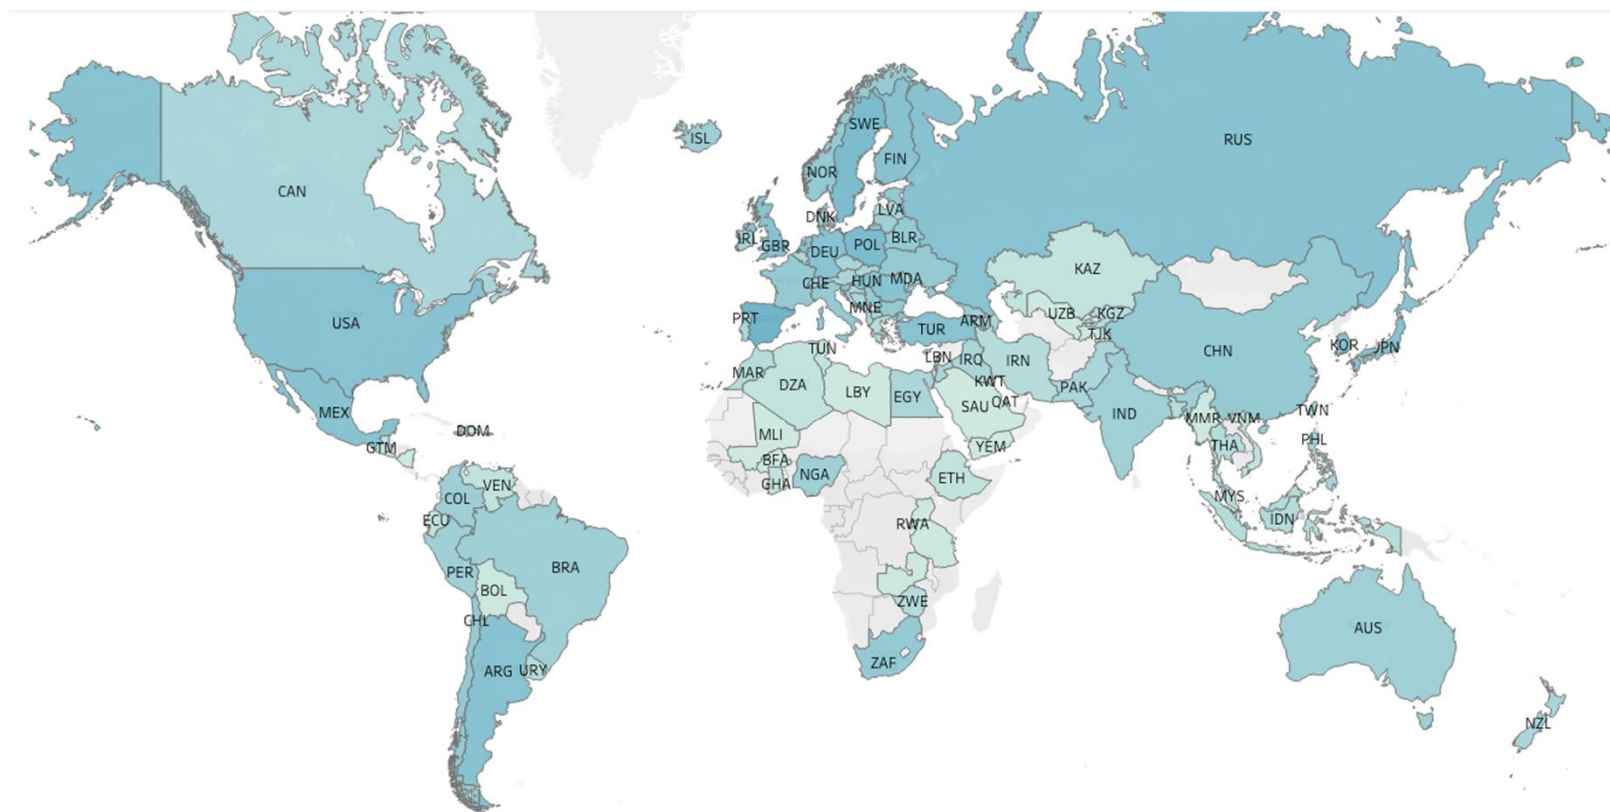 ISL
RUS
SWE
FIN
NOR
CAN
DNK
LVA
IRL
GBR
DEU
POL
BLR
KAZ
CHE
HUN
MDA
MNE
PRT
USA
TUR
ARM
UZB
KGZ
TJK
CHN
KOR
JPN
TUN
LBN
IRQ
IRN
MAR
DZA
LBY
EGY
KWT
PAK
SAU
QAT
IND
MEX
DOM
GTM
MLI
YEM
MMR
VNM
TWN
THA
PHL
BFA
GHA
NGA
ETH
VEN
COL
ECU
MYS
IDN
RWA
PER
BRA
BOL
ZWE
CHL
AUS
ARG
URY
ZAF
NZL